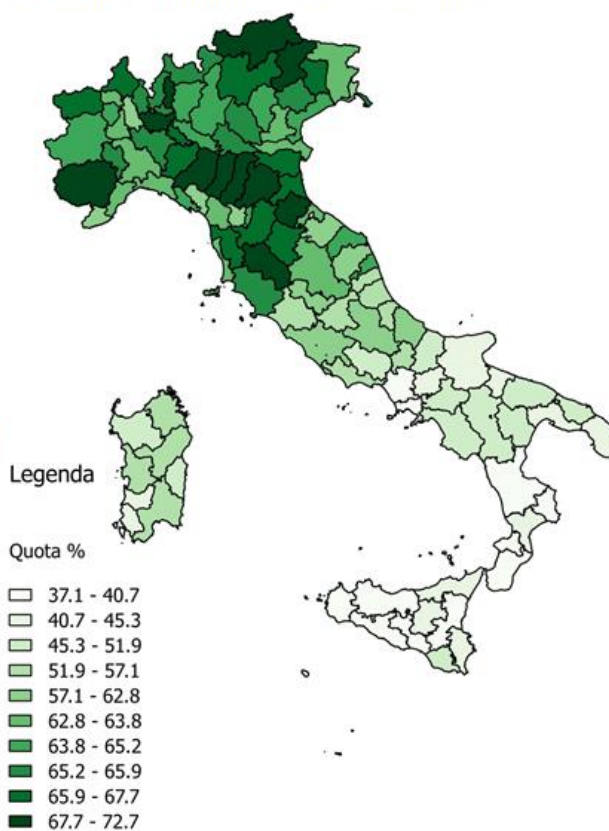 Legenda
Quota %
37.1 - 40.7
40.7 - 45.3
45.3 - 51.9
51.9 - 57.1
57.1 - 62.8
62.8 - 63.8
63.8 - 65.2
65.2 - 65.9
65.9 - 67.7
67.7 - 72.7